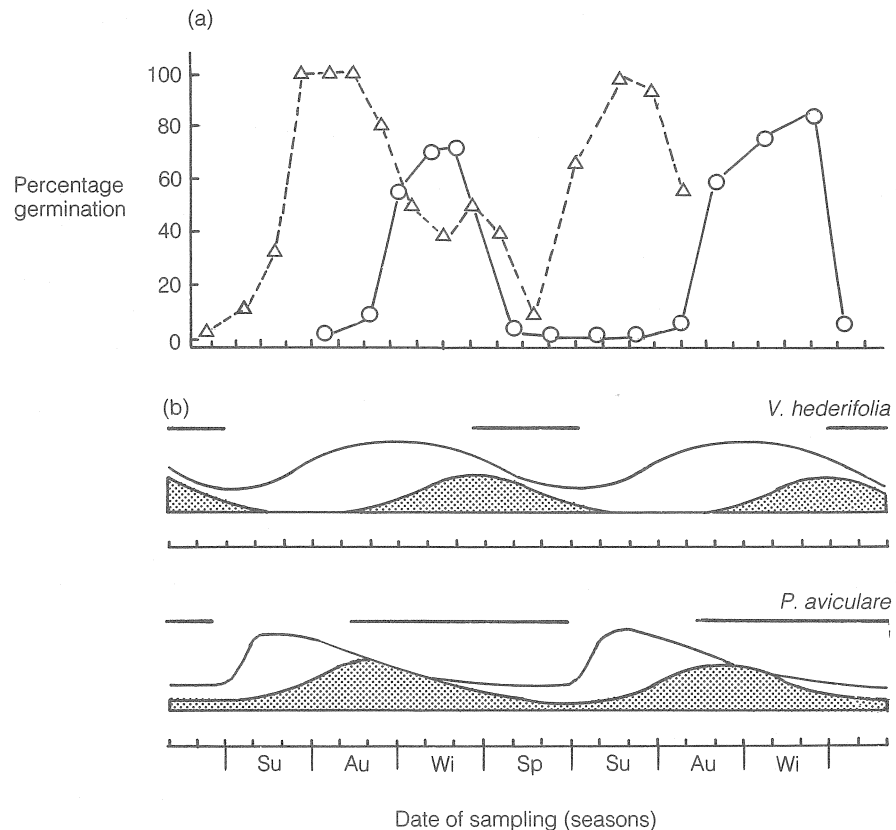 (a)
100
80
Percentage
germination
60
40
20
0
(b)
V. hederifolia
P. aviculare
Su Au Wi Sp Su Au Wi
Date of sampling (seasons)